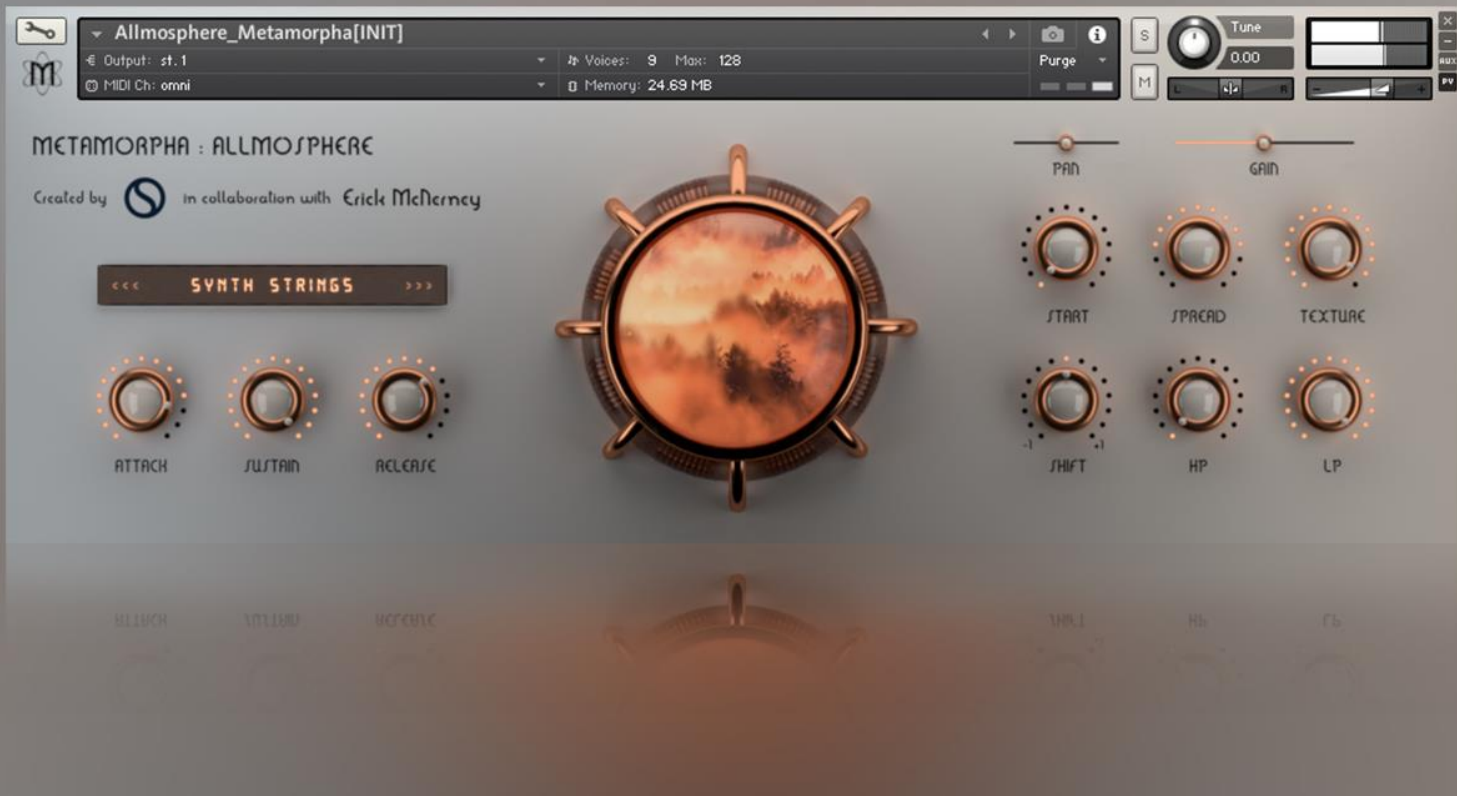 Allmosphere_Metamorpha[INIT]
Output: st.1
Voices: 9 Max: 128
Purge
MIDI Ch: omni
Memory: 24.69 MB
S
M
Tune
0.00
L R
- +
×
-
AUX
PV
M
METAMORPHA : ALLMOSPHERE
Created by S in collaboration with Erick McNerney
<<< SYNTH STRINGS >>>
ATTACK SUSTAIN RELEASE
PAN GAIN
START SPREAD TEXTURE
-1 +1
SHIFT HP LP